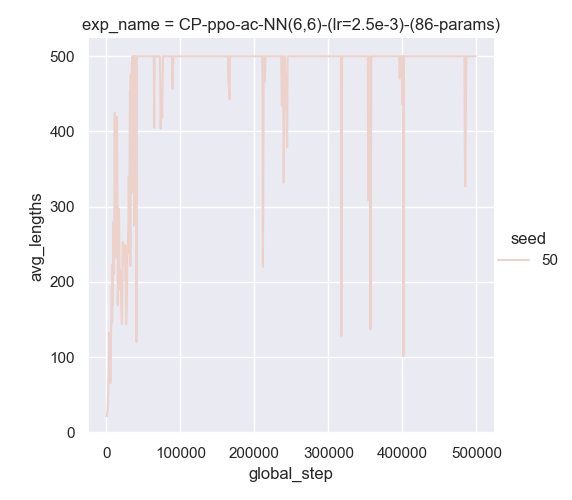 exp_name = CP-ppo-ac-NN(6,6)-(lr=2.5e-3)-(86-params)
500
400
300
200
100
0
avg_lengths
0 100000 200000 300000 400000 500000
global_step
seed
50